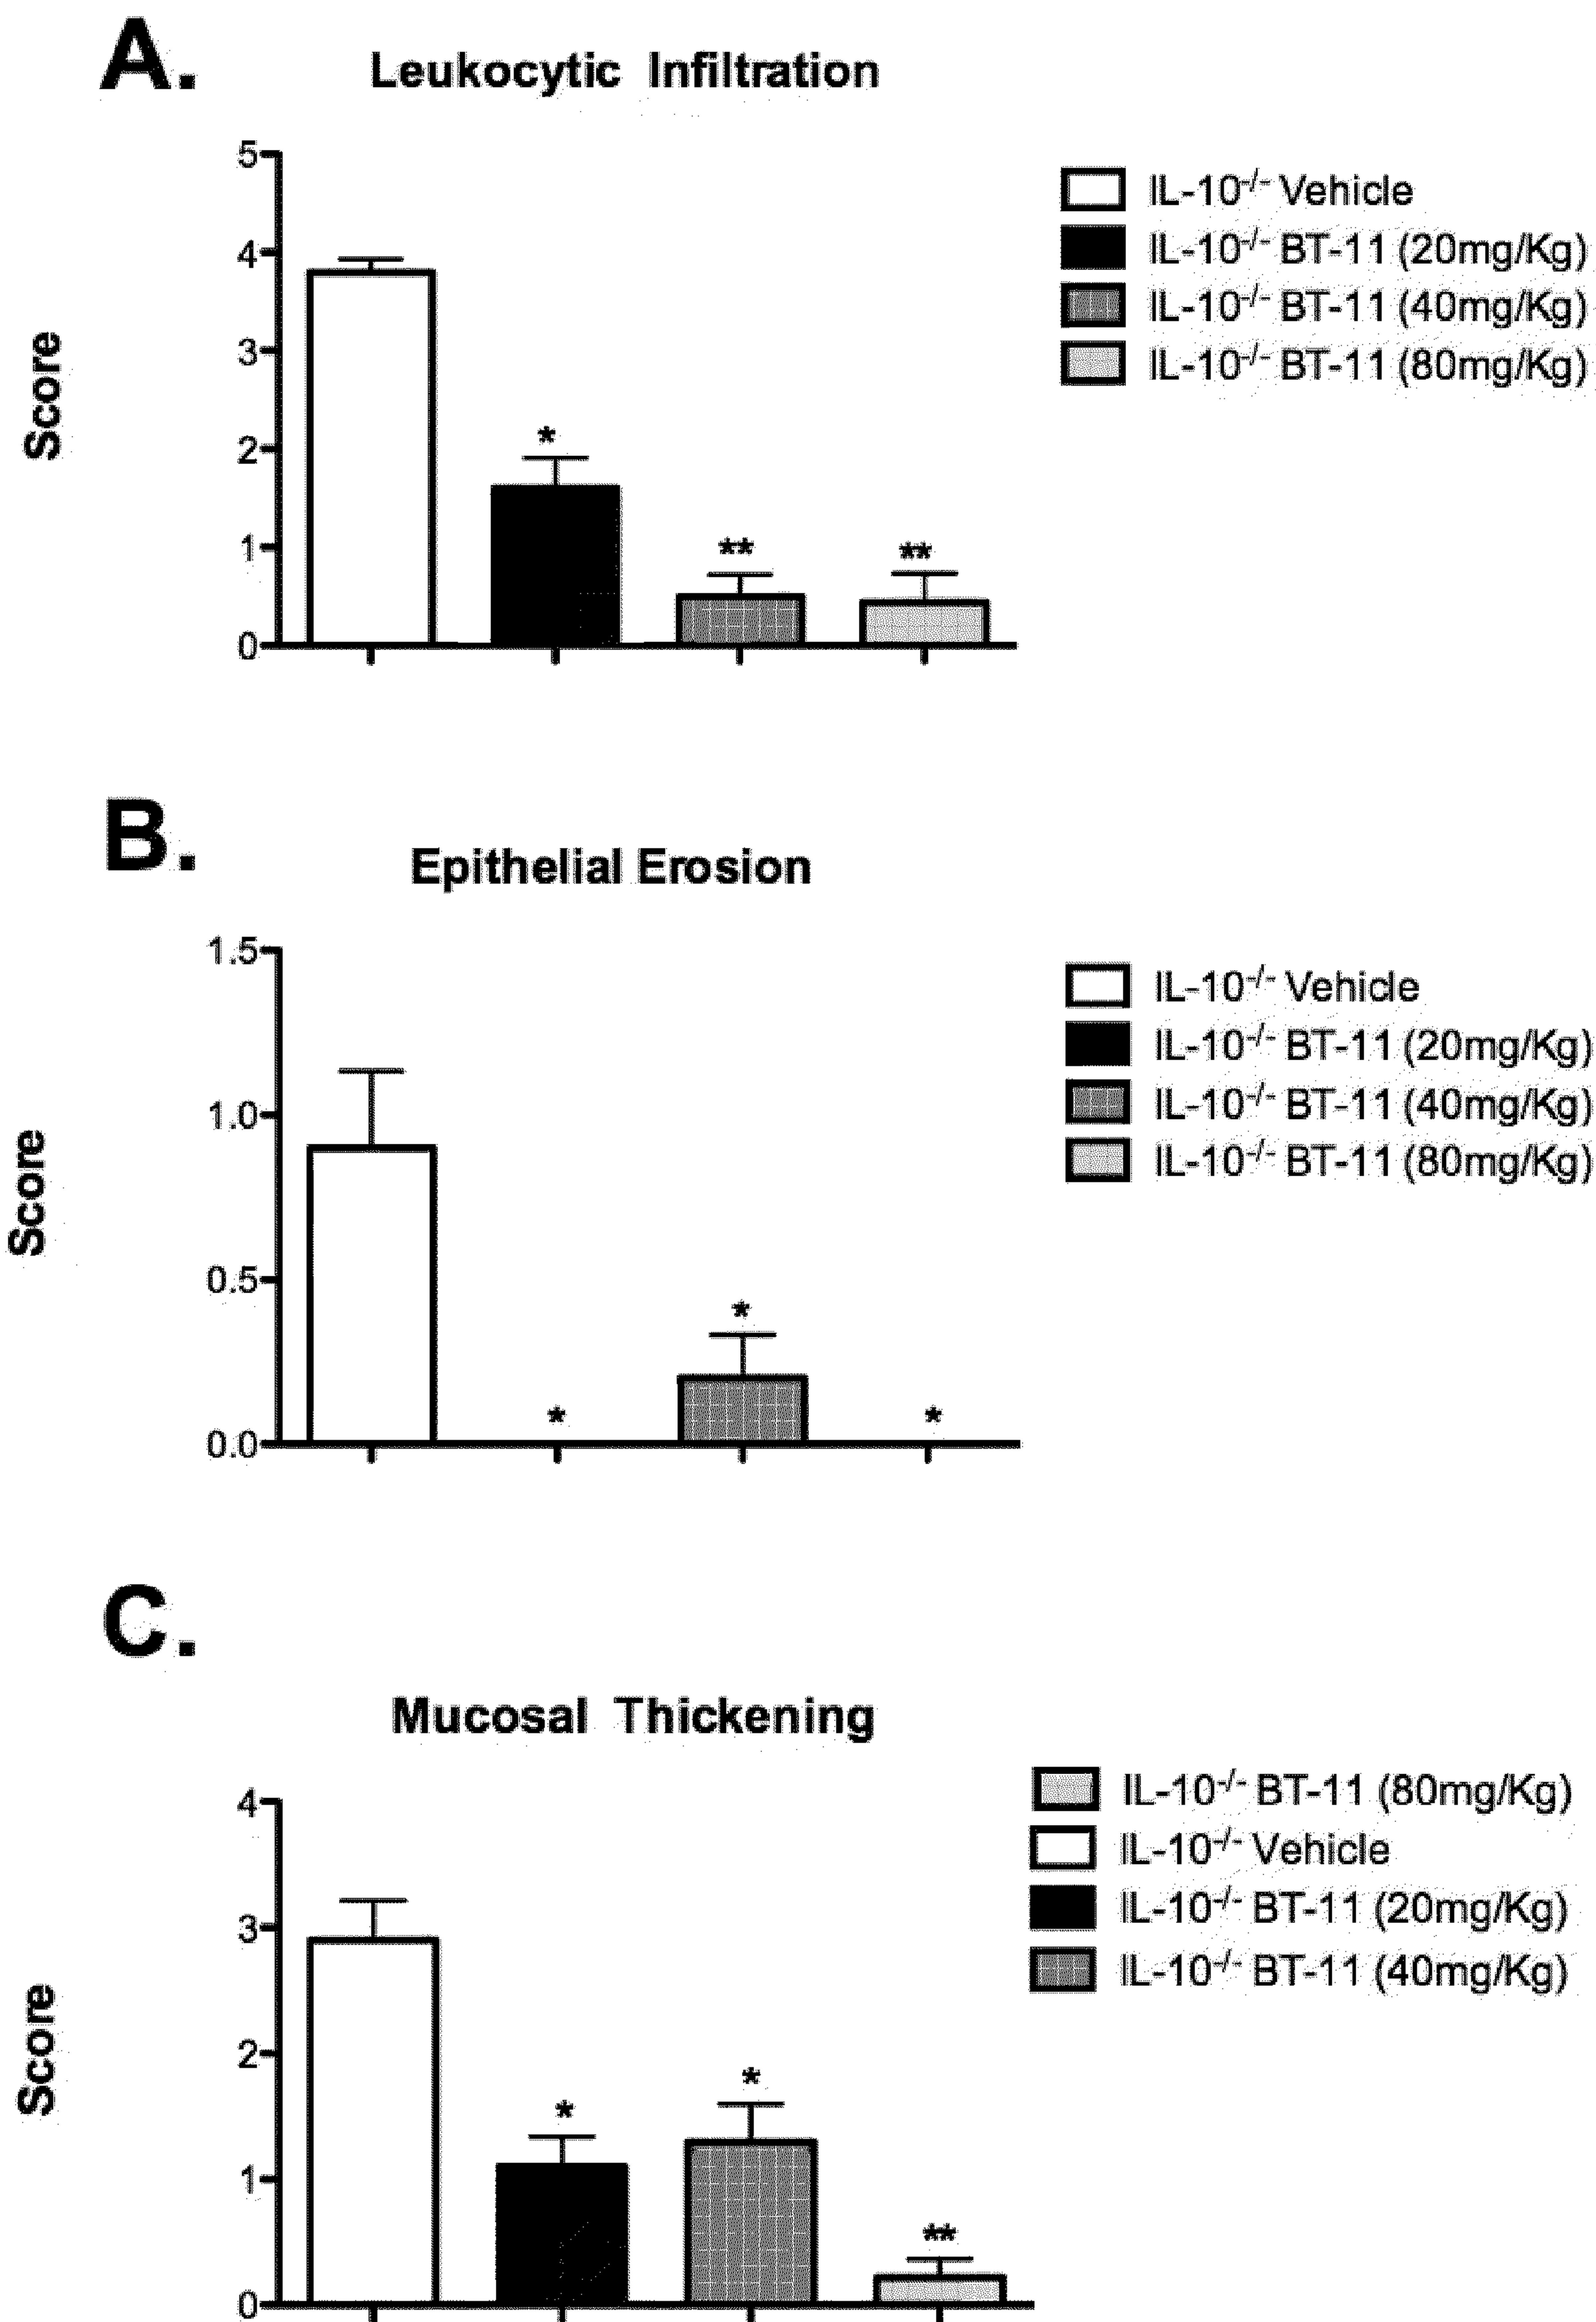 A.
Leukocytic Infiltration
Score
5
4
3
2
1
0
*
**
**
IL-10-/- Vehicle
IL-10-/- BT-11 (20mg/Kg)
IL-10-/- BT-11 (40mg/Kg)
IL-10-/- BT-11 (80mg/Kg)
B.
Epithelial Erosion
Score
1.5
1.0
0.5
0.0
*
*
*
IL-10-/- Vehicle
IL-10-/- BT-11 (20mg/Kg)
IL-10-/- BT-11 (40mg/Kg)
IL-10-/- BT-11 (80mg/Kg)
C.
Mucosal Thickening
Score
4
3
2
1
0
*
*
**
IL-10-/- BT-11 (80mg/Kg)
IL-10-/- Vehicle
IL-10-/- BT-11 (20mg/Kg)
IL-10-/- BT-11 (40mg/Kg)